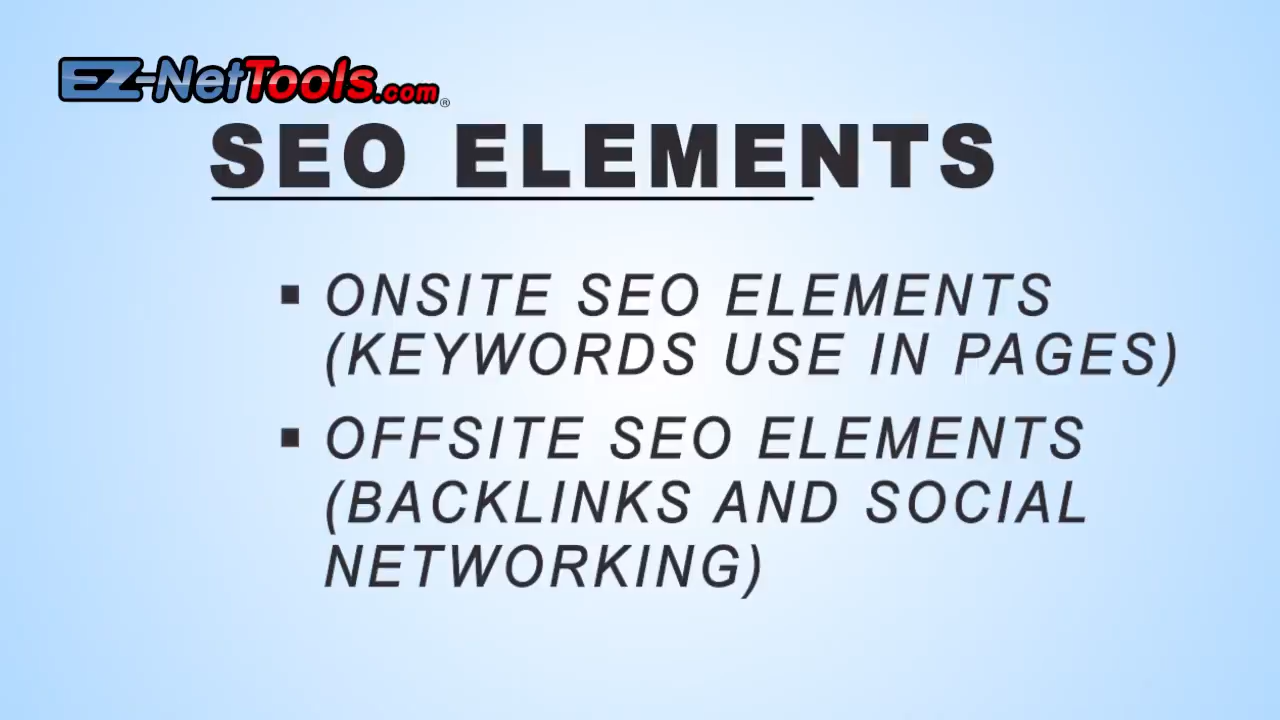 EZ-NetTools.com®
SEO ELEMENTS
▪ ONSITE SEO ELEMENTS
(KEYWORDS USE IN PAGES)
▪ OFFSITE SEO ELEMENTS
(BACKLINKS AND SOCIAL
NETWORKING)